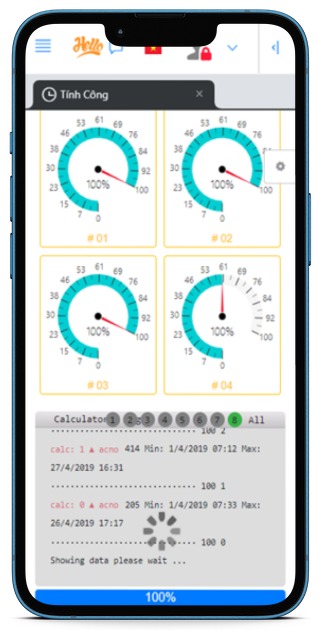 Hello
Tính Công ×
0 7 15 23 30 38 46 53 61 69 76 84 92 100
100%
# 01
0 7 15 23 30 38 46 53 61 69 76 84 92 100
100%
# 02
0 7 15 23 30 38 46 53 61 69 76 84 92 100
100%
# 03
0 7 15 23 30 38 46 53 61 69 76 84 92 100
100%
# 04
Calculator 1 2 3 4 5 6 7 8 All
------------------------------ 100 2
calc: 1 ▲ acno 414 Min: 1/4/2019 07:12 Max:
27/4/2019 16:31
------------------------------ 100 1
calc: 0 ▲ acno 205 Min: 1/4/2019 07:33 Max:
26/4/2019 17:17
------------------------------ 100 0
Showing data please wait ...
100%